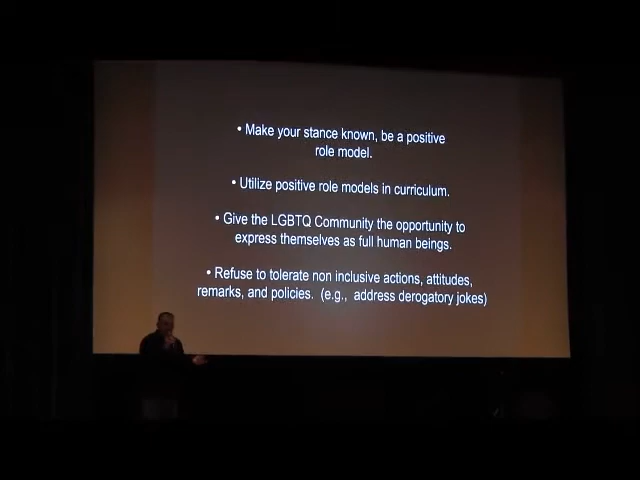 • Make your stance known, be a positive
role model.
• Utilize positive role models in curriculum.
• Give the LGBTQ Community the opportunity to
express themselves as full human beings.
• Refuse to tolerate non inclusive actions, attitudes,
remarks, and policies. (e.g., address derogatory jokes)